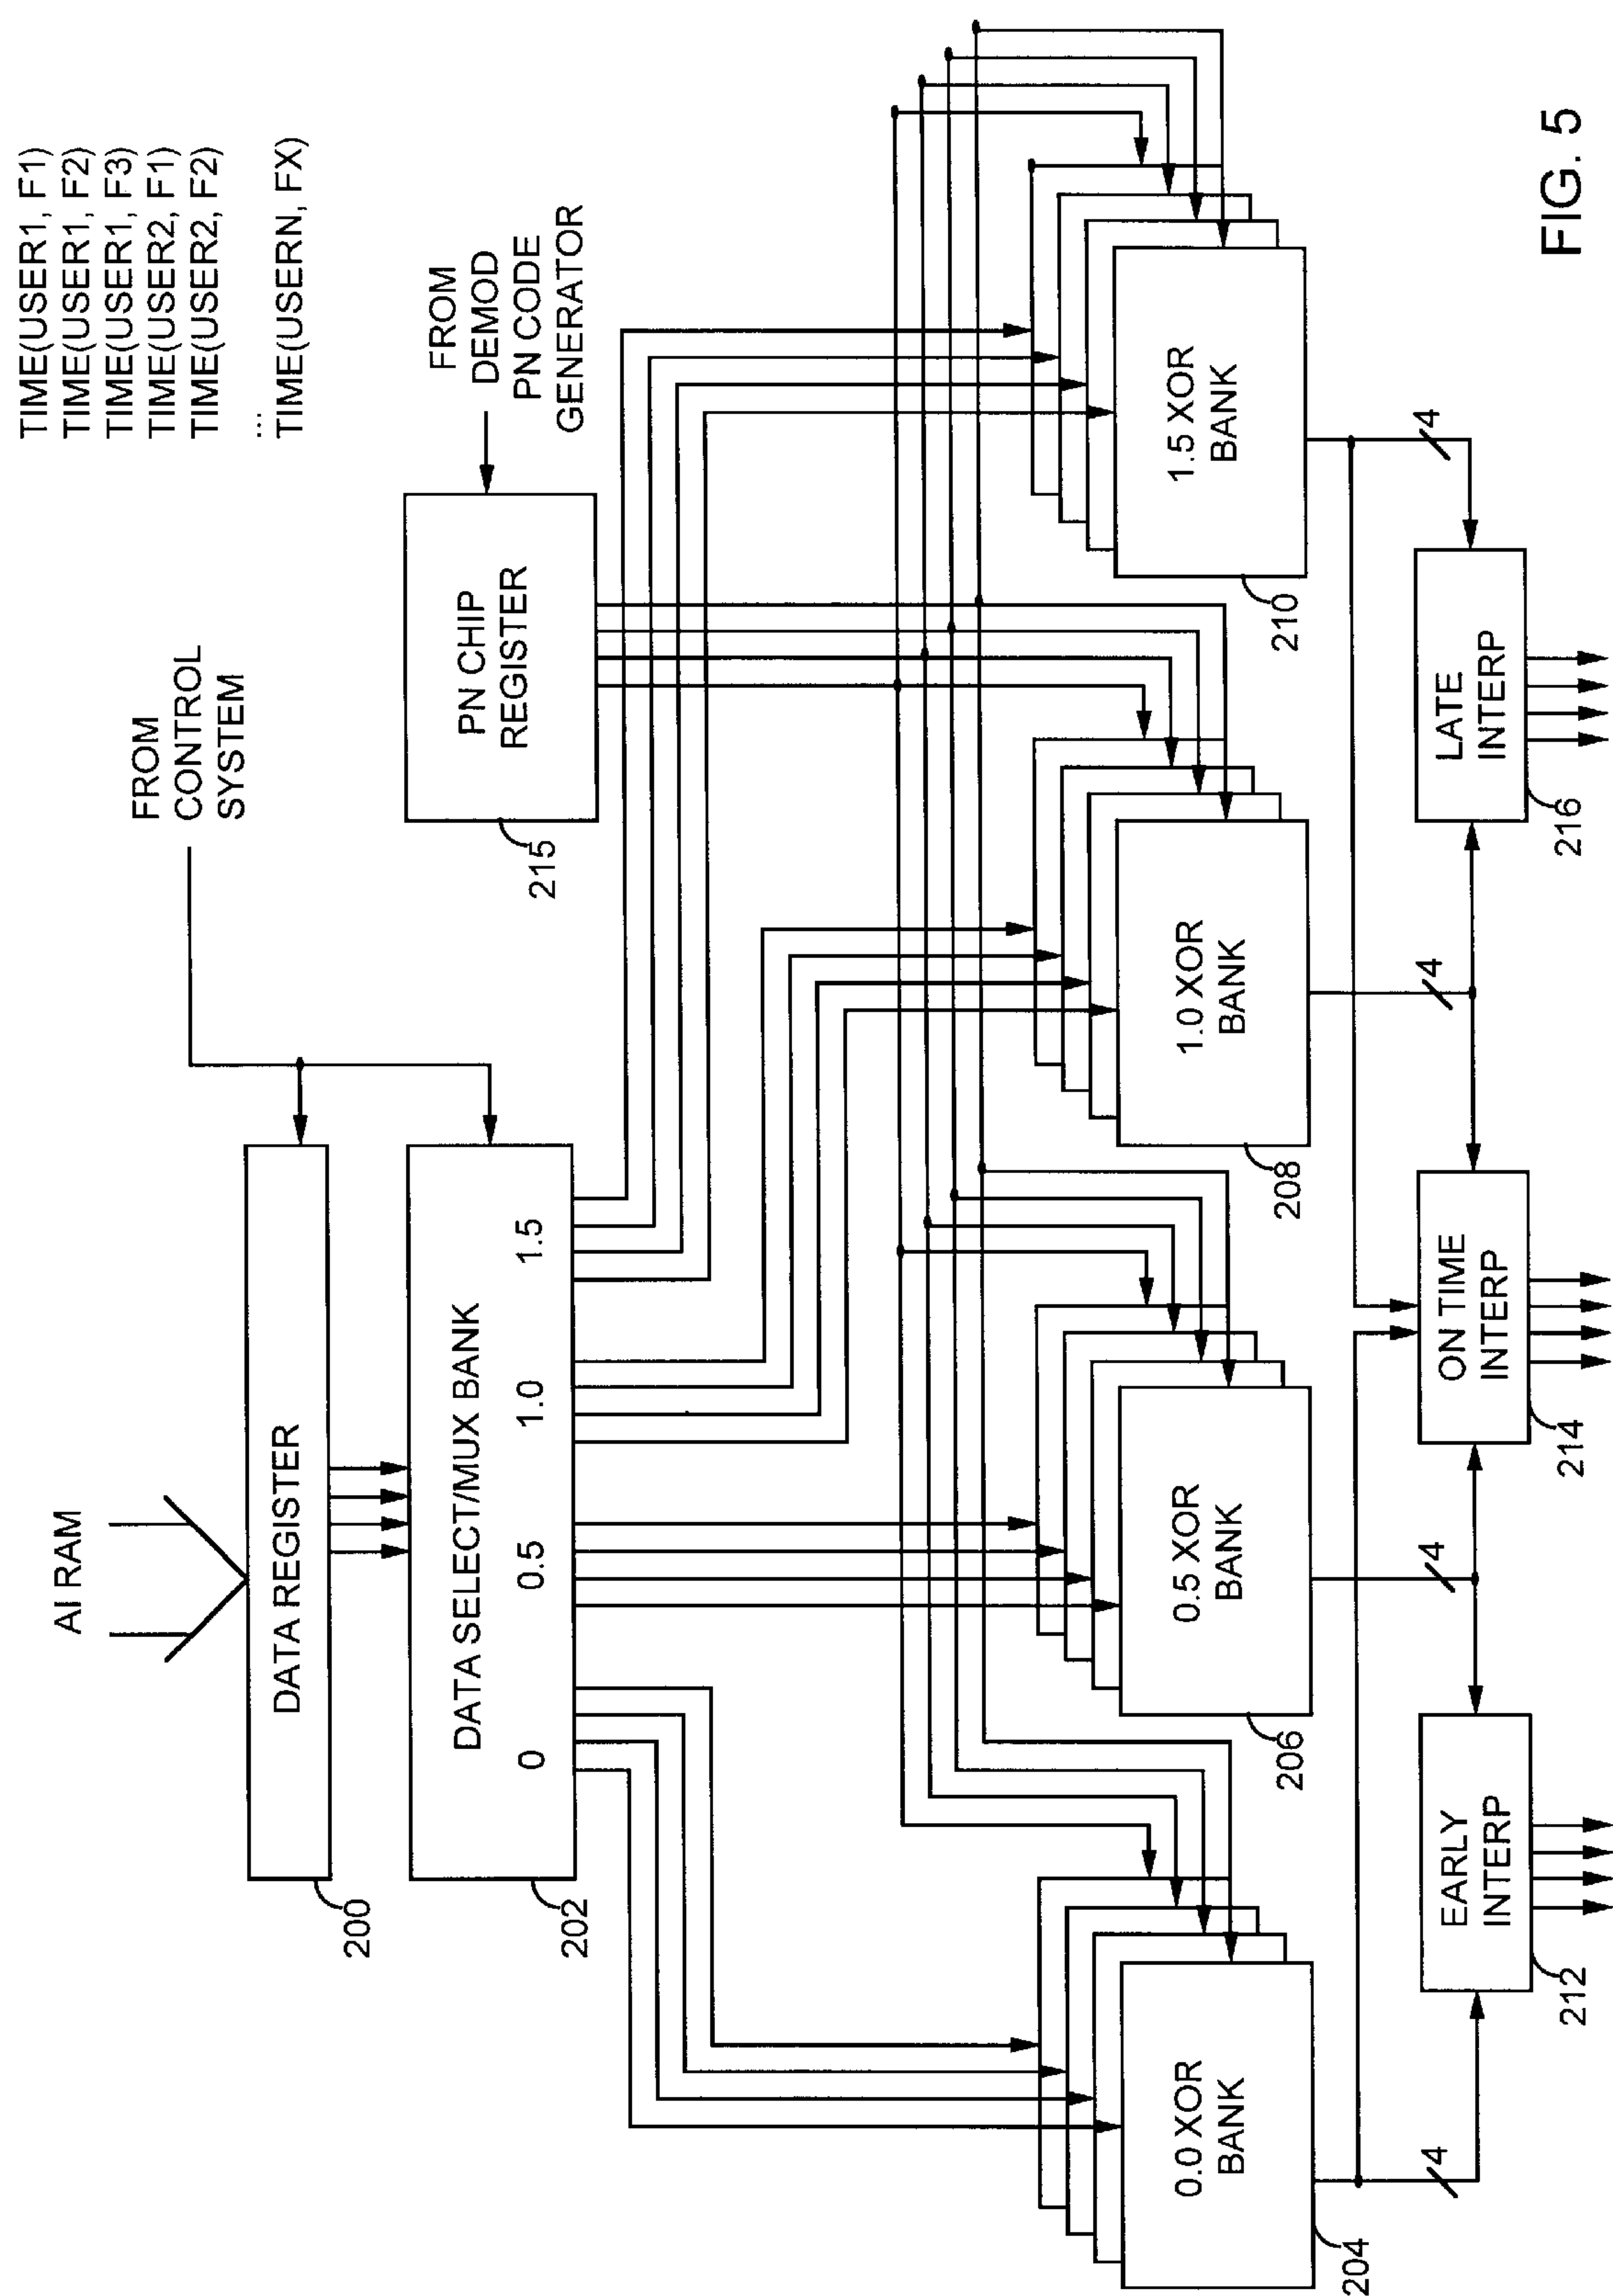 TIME(USER1, F1)
TIME(USER1, F2)
TIME(USER1, F3)
TIME(USER2, F1)
TIME(USER2, F2)
...
TIME(USERN, FX)
AI RAM
FROM
CONTROL
SYSTEM
DATA REGISTER
200
DATA SELECT/MUX BANK
0
0.5
1.0
1.5
202
FROM
DEMOD
PN CODE
GENERATOR
PN CHIP
REGISTER
215
0.0 XOR
BANK
204
0.5 XOR
BANK
206
1.0 XOR
BANK
208
1.5 XOR
BANK
210
4
4
4
4
EARLY
INTERP
212
ON TIME
INTERP
214
LATE
INTERP
216
FIG. 5